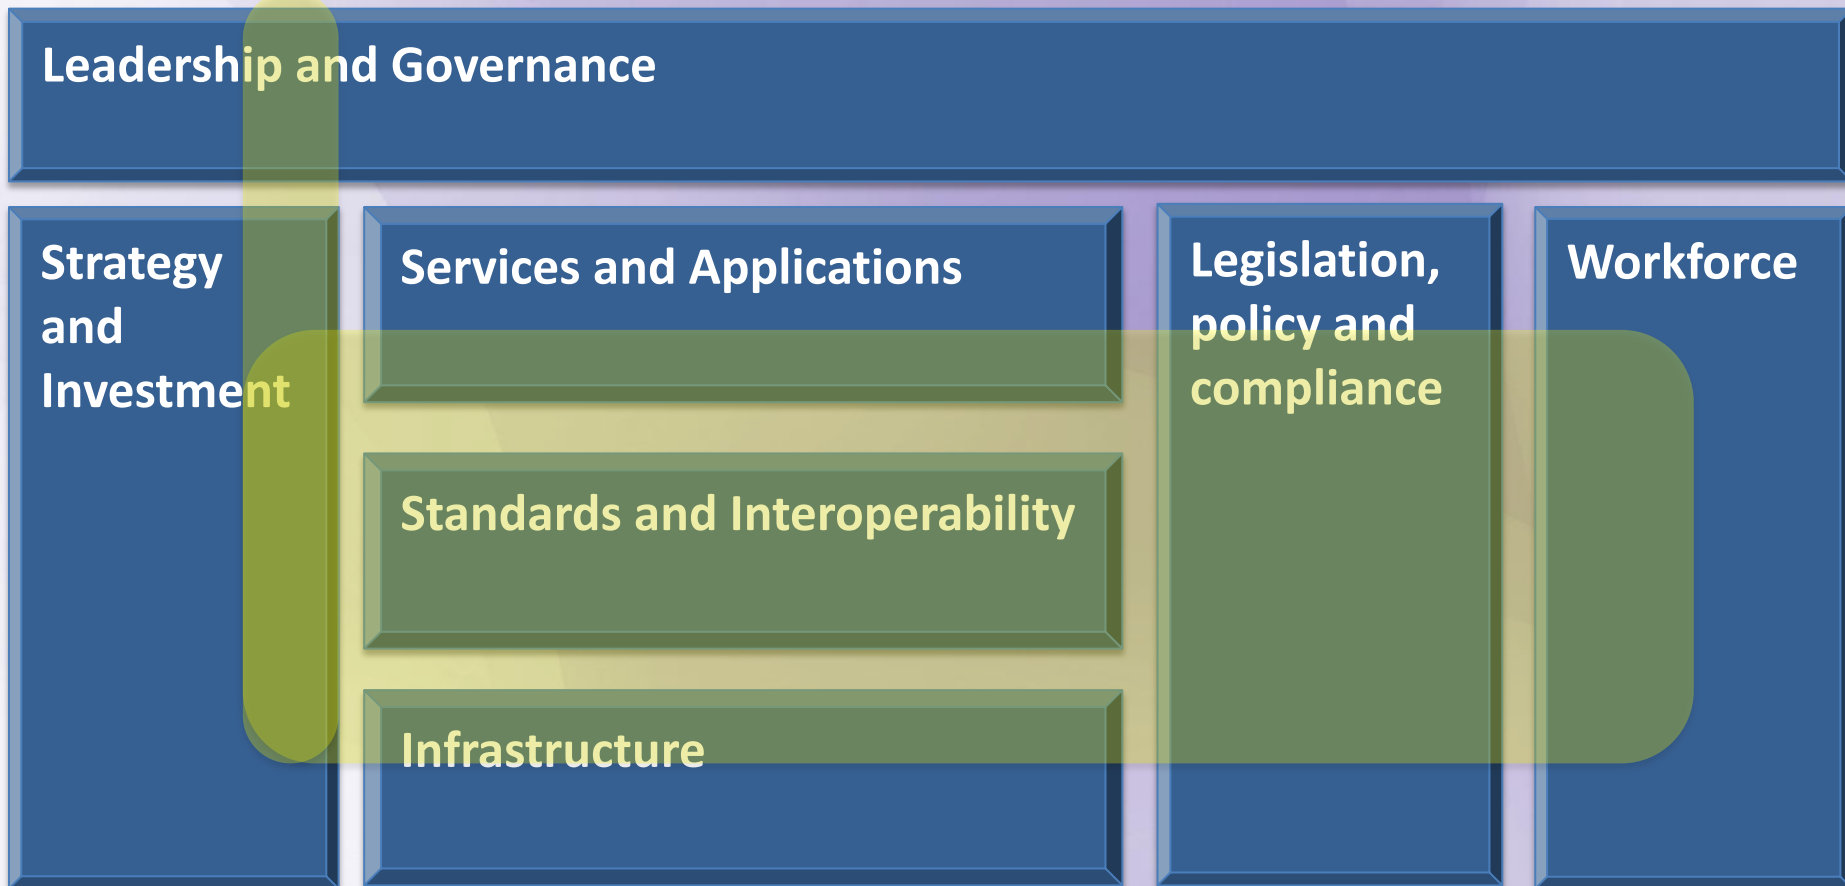 Leadership and Governance
Strategy
and
Investment
Services and Applications
Standards and Interoperability
Infrastructure
Legislation,
policy and
compliance
Workforce